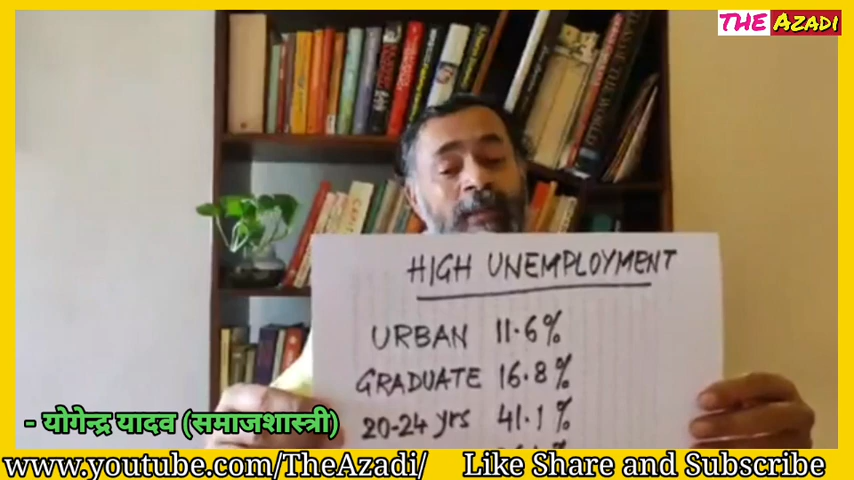 THE AZADI
HIGH UNEMPLOYMENT
URBAN 11.6%
GRADUATE 16.8%
20-24 yrs 41.1%
- योगेन्द्र यादव (समाजशास्त्री)
www.youtube.com/TheAzadi/ Like Share and Subscribe